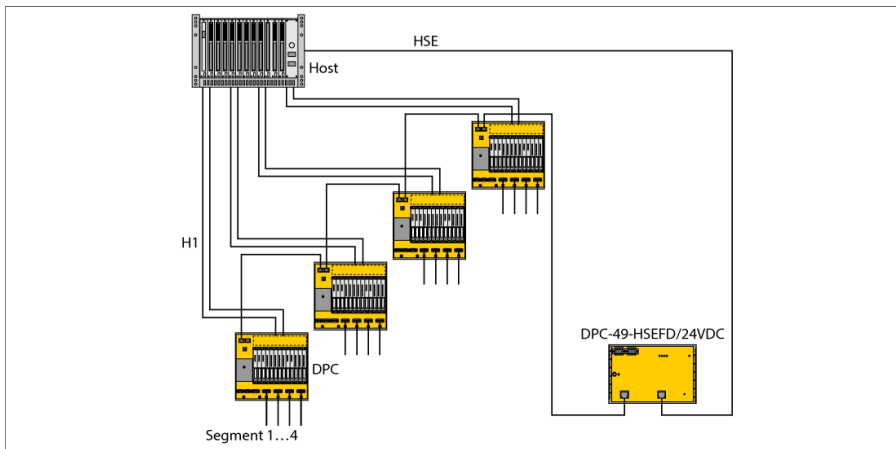 HSE
Host
H1
DPC-49-HSEFD/24VDC
DPC
Segment 1…4